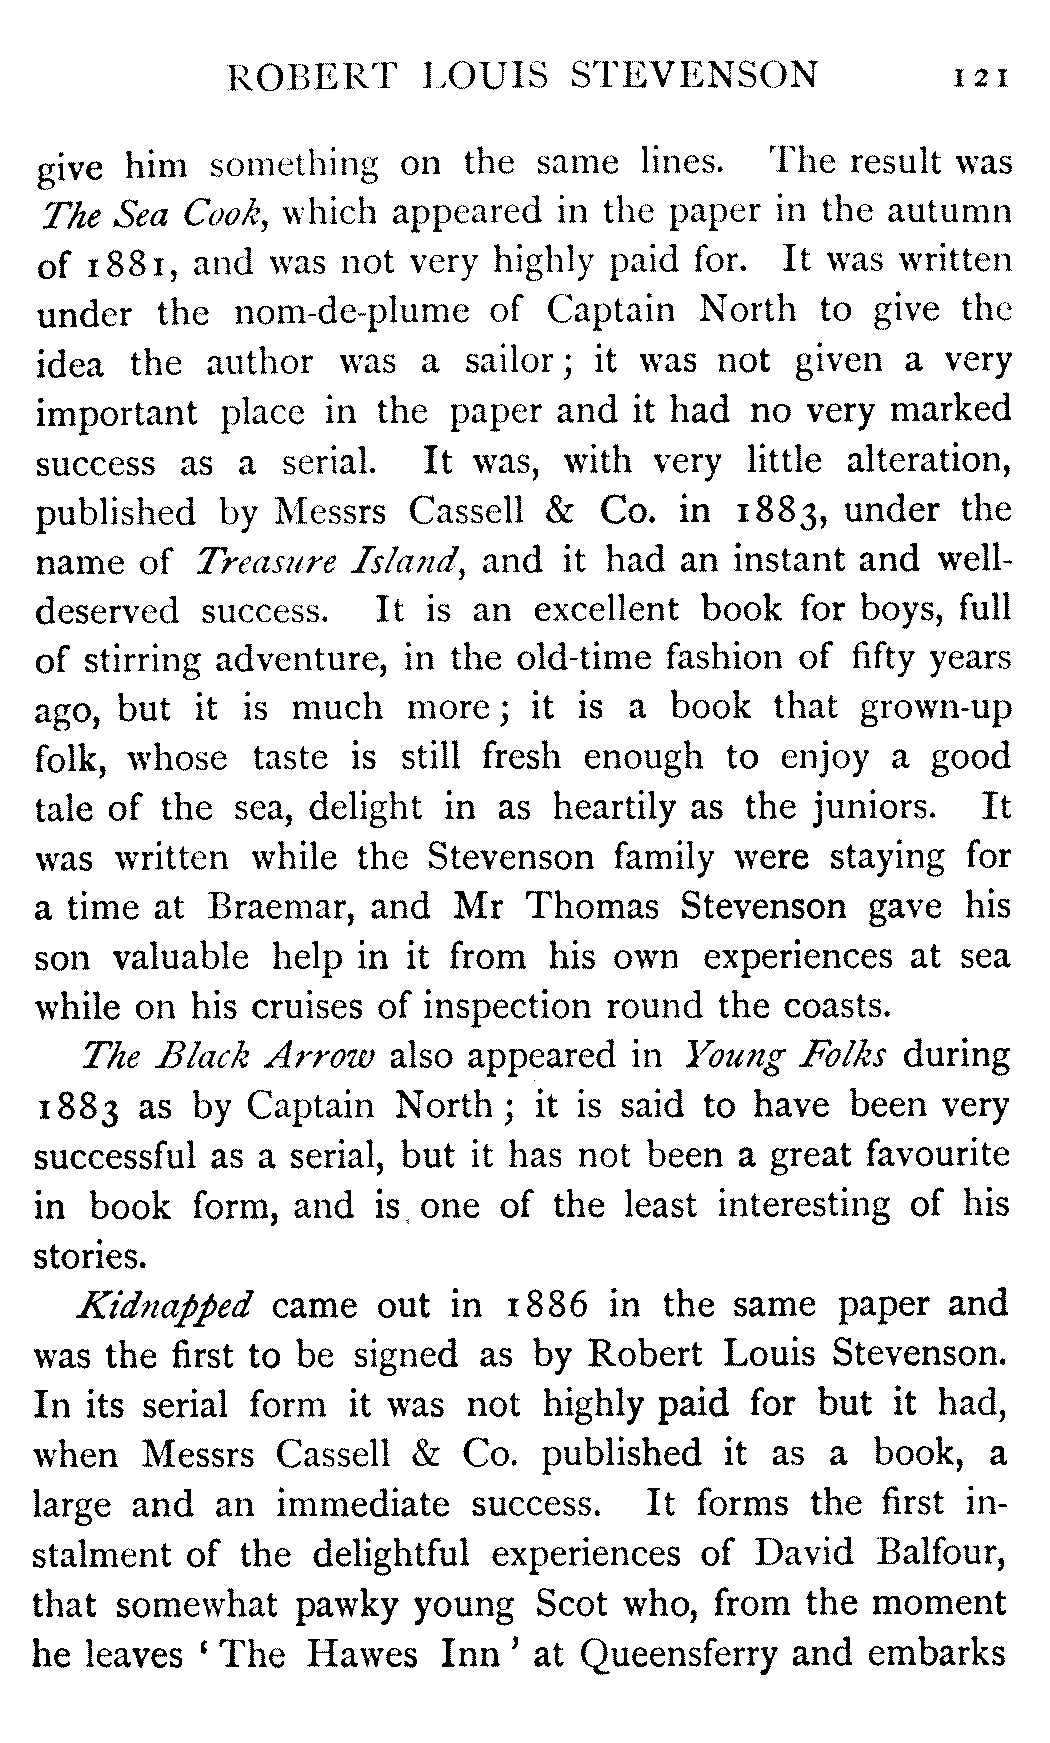 ROBERT LOUIS STEVENSON 121
give him something on the same lines. The result was
The Sea Cook, which appeared in the paper in the autumn
of 1881, and was not very highly paid for. It was written
under the nom-de-plume of Captain North to give the
idea the author was a sailor; it was not given a very
important place in the paper and it had no very marked
success as a serial. It was, with very little alteration,
published by Messrs Cassell & Co. in 1883, under the
name of Treasure Island, and it had an instant and well-
deserved success. It is an excellent book for boys, full
of stirring adventure, in the old-time fashion of fifty years
ago, but it is much more; it is a book that grown-up
folk, whose taste is still fresh enough to enjoy a good
tale of the sea, delight in as heartily as the juniors. It
was written while the Stevenson family were staying for
a time at Braemar, and Mr Thomas Stevenson gave his
son valuable help in it from his own experiences at sea
while on his cruises of inspection round the coasts.
The Black Arrow also appeared in Young Folks during
1883 as by Captain North; it is said to have been very
successful as a serial, but it has not been a great favourite
in book form, and is one of the least interesting of his
stories.
Kidnapped came out in 1886 in the same paper and
was the first to be signed as by Robert Louis Stevenson.
In its serial form it was not highly paid for but it had,
when Messrs Cassell & Co. published it as a book, a
large and an immediate success. It forms the first in-
stalment of the delightful experiences of David Balfour,
that somewhat pawky young Scot who, from the moment
he leaves ‘The Hawes Inn’ at Queensferry and embarks